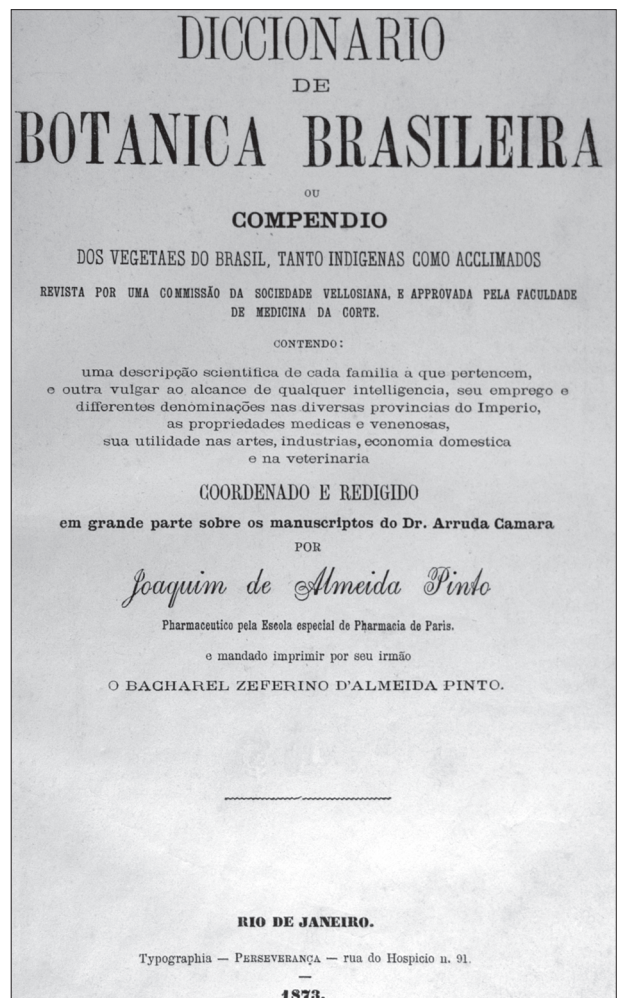 DICCIONARIO
DE
BOTANICA BRASILEIRA
OU
COMPENDIO
DOS VEGETAES DO BRASIL, TANTO INDIGENAS COMO ACCLIMADOS
REVISTA POR UMA COMMISSÃO DA SOCIEDADE VELLOSIANA, E APPROVADA PELA FACULDADE
DE MEDICINA DA CORTE.
CONTENDO:
uma descripção scientifica de cada familia a que pertencem,
e outra vulgar ao alcance de qualquer intelligencia, seu emprego e
differentes denominações nas diversas provincias do Imperio,
as propriedades medicas e venenosas,
sua utilidade nas artes, industrias, economia domestica
e na veterinaria
COORDENADO E REDIGIDO
em grande parte sobre os manuscriptos do Dr. Arruda Camara
POR
Joaquim de Almeida Pinto
Pharmaceutico pela Escola especial de Pharmacia de Paris.
e mandado imprimir por seu irmão
O BACHAREL ZEFERINO D'ALMEIDA PINTO.
RIO DE JANEIRO.
Typographia — PERSEVERANÇA — rua do Hospicio n. 91.
1873.